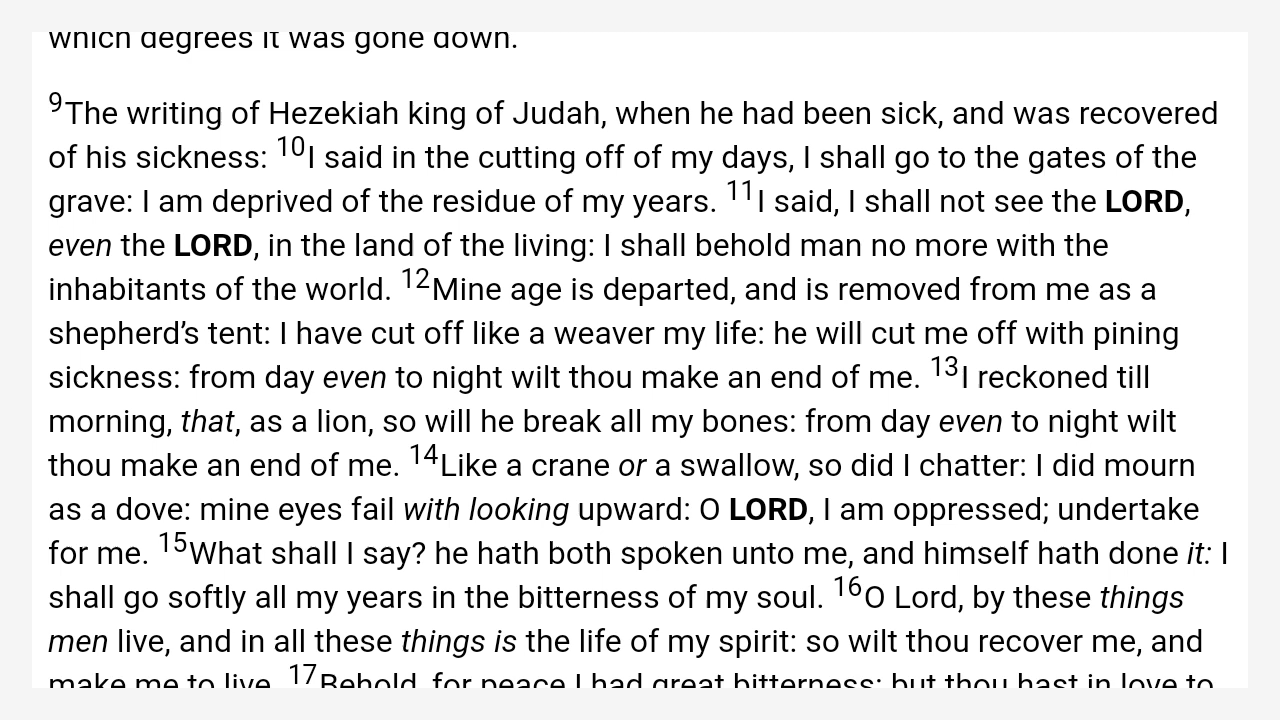 which degrees it was gone down.
9The writing of Hezekiah king of Judah, when he had been sick, and was recovered
of his sickness: 10I said in the cutting off of my days, I shall go to the gates of the
grave: I am deprived of the residue of my years. 11I said, I shall not see the LORD,
even the LORD, in the land of the living: I shall behold man no more with the
inhabitants of the world. 12Mine age is departed, and is removed from me as a
shepherd’s tent: I have cut off like a weaver my life: he will cut me off with pining
sickness: from day even to night wilt thou make an end of me. 13I reckoned till
morning, that, as a lion, so will he break all my bones: from day even to night wilt
thou make an end of me. 14Like a crane or a swallow, so did I chatter: I did mourn
as a dove: mine eyes fail with looking upward: O LORD, I am oppressed; undertake
for me. 15What shall I say? he hath both spoken unto me, and himself hath done it: I
shall go softly all my years in the bitterness of my soul. 16O Lord, by these things
men live, and in all these things is the life of my spirit: so wilt thou recover me, and
make me to live. 17Behold, for peace I had great bitterness: but thou hast in love to